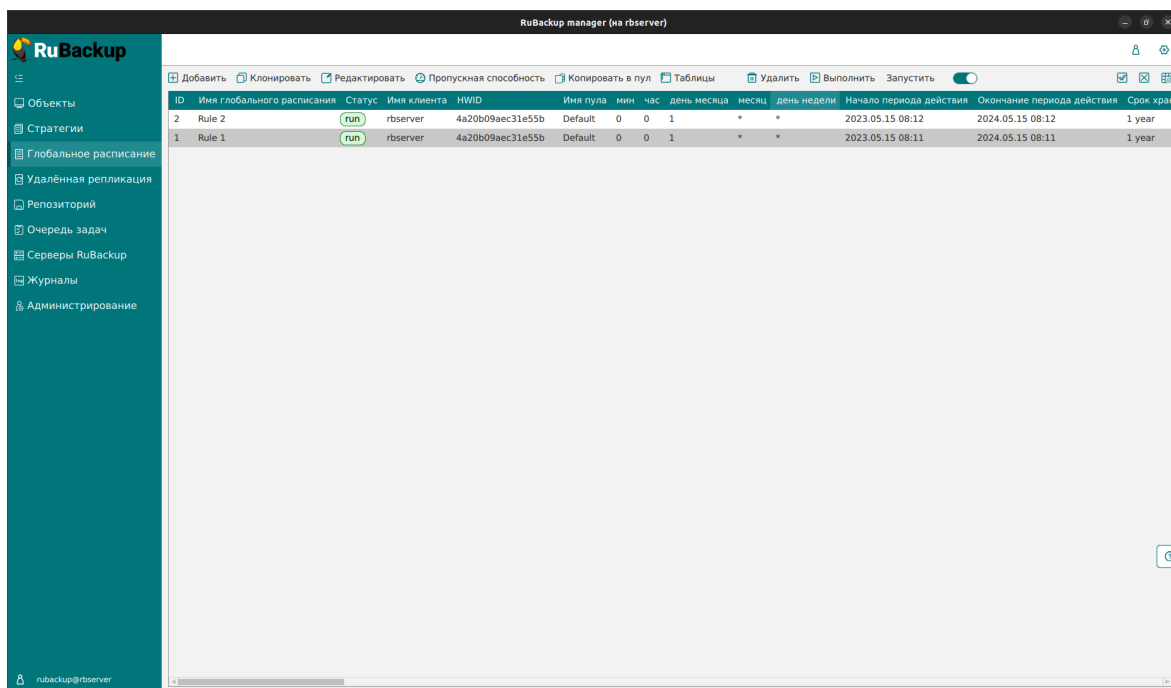 RuBackup manager (на rbserver)
RuBackup
Добавить Клонировать Редактировать Пропускная способность Копировать в пул Таблицы Удалить Выполнить Запустить
Объекты
Стратегии
Глобальное расписание
Удалённая репликация
Репозиторий
Очередь задач
Серверы RuBackup
Журналы
Администрирование
ID Имя глобального расписания Статус Имя клиента HWID Имя пула мин час день месяца месяц день недели Начало периода действия Окончание периода действия Срок хра
2 Rule 2 run rbserver 4a20b09aec31e55b Default 0 0 1 * * 2023.05.15 08:12 2024.05.15 08:12 1 year
1 Rule 1 run rbserver 4a20b09aec31e55b Default 0 0 1 * * 2023.05.15 08:11 2024.05.15 08:11 1 year
rubackup@rbserver